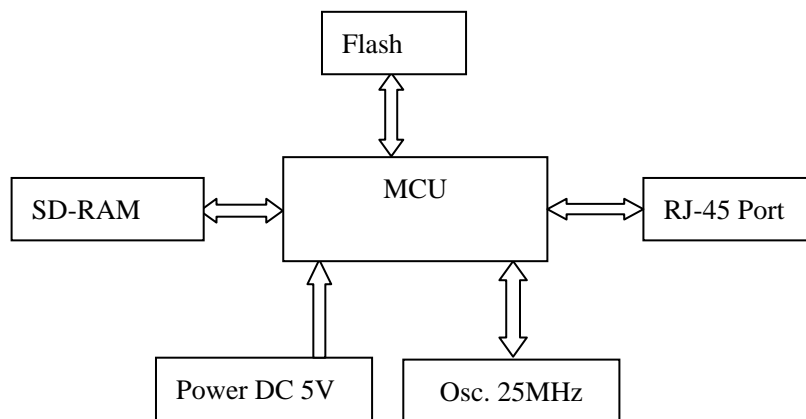 Flash
MCU
SD-RAM
RJ-45 Port
Power DC 5V
Osc. 25MHz